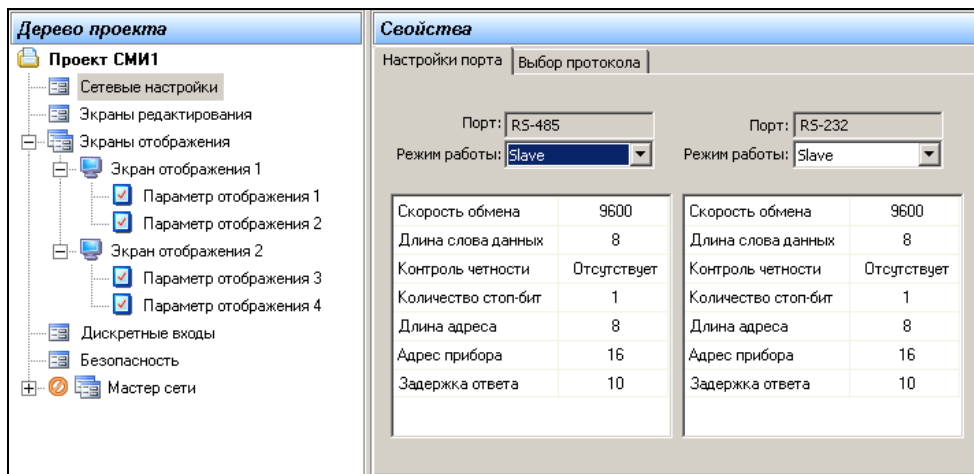 Дерево проекта
Проект СМИ1
Сетевые настройки
Экраны редактирования
Экраны отображения
Экран отображения 1
Параметр отображения 1
Параметр отображения 2
Экран отображения 2
Параметр отображения 3
Параметр отображения 4
Дискретные входы
Безопасность
Мастер сети
Свойства
Настройки порта Выбор протокола
Порт: RS-485 Порт: RS-232
Режим работы: Slave Режим работы: Slave
Скорость обмена 9600 Скорость обмена 9600
Длина слова данных 8 Длина слова данных 8
Контроль четности Отсутствует Контроль четности Отсутствует
Количество стоп-бит 1 Количество стоп-бит 1
Длина адреса 8 Длина адреса 8
Адрес прибора 16 Адрес прибора 16
Задержка ответа 10 Задержка ответа 10